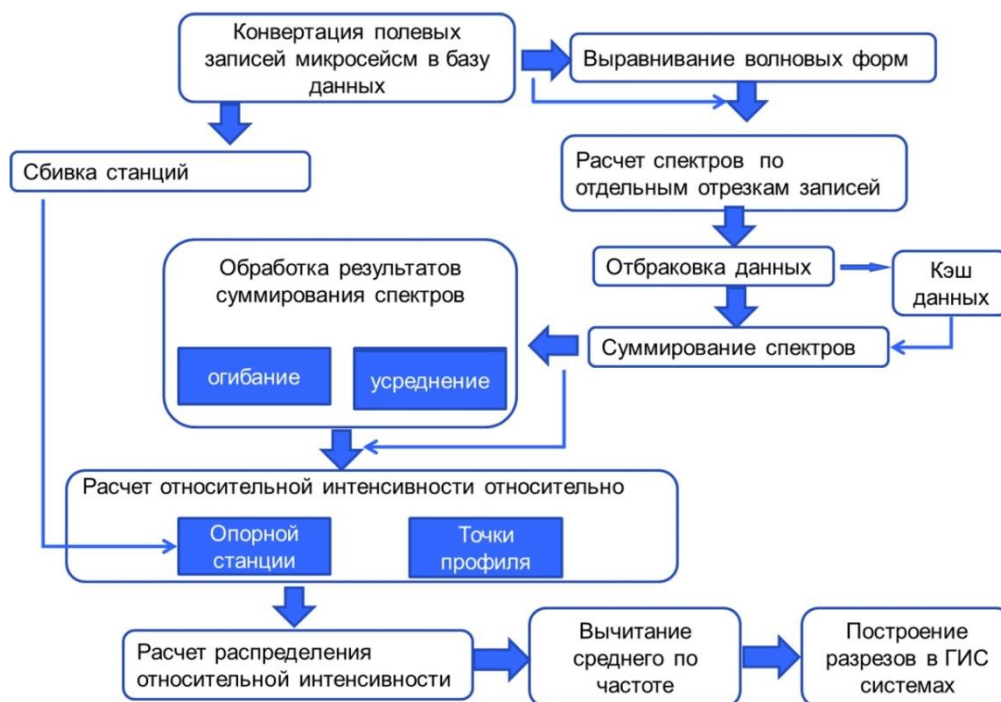 Конвертация полевых
записей микросейсм в базу
данных
Выравнивание волновых форм
Сбивка станций
Расчет спектров по
отдельным отрезкам записей
Обработка результатов
суммирования спектров
огибание
усреднение
Отбраковка данных
Кэш
данных
Суммирование спектров
Расчет относительной интенсивности относительно
Опорной
станции
Точки
профиля
Расчет распределения
относительной интенсивности
Вычитание
среднего по
частоте
Построение
разрезов в ГИС
системах